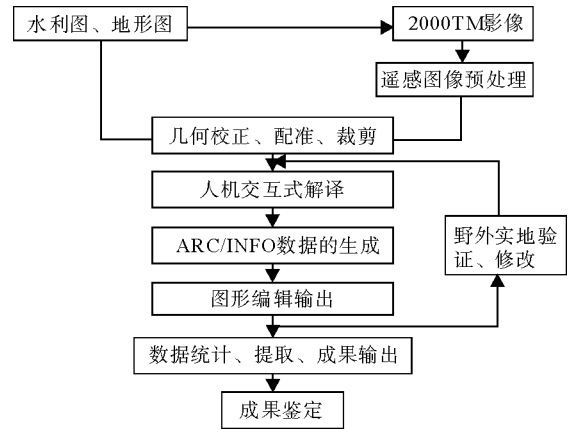 水利图、地形图
2000TM影像
遥感图像预处理
几何校正、配准、裁剪
人机交互式解译
ARC/INFO数据的生成
野外实地验
证、修改
图形编辑输出
数据统计、提取、成果输出
成果鉴定